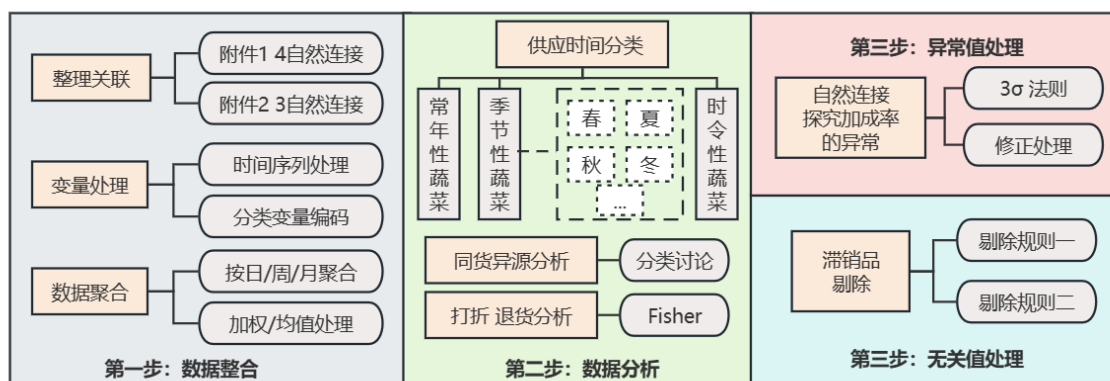 整理关联
附件1 4自然连接
附件2 3自然连接
变量处理
时间序列处理
分类变量编码
数据聚合
按日/周/月聚合
加权/均值处理
第一步：数据整合
供应时间分类
常年性蔬菜
季节性蔬菜
春
夏
秋
冬
...
时令性蔬菜
同货异源分析
分类讨论
打折 退货分析
Fisher
第二步：数据分析
第三步：异常值处理
自然连接
探究加成率
的异常
3σ 法则
修正处理
滞销品
剔除
剔除规则一
剔除规则二
第三步：无关值处理